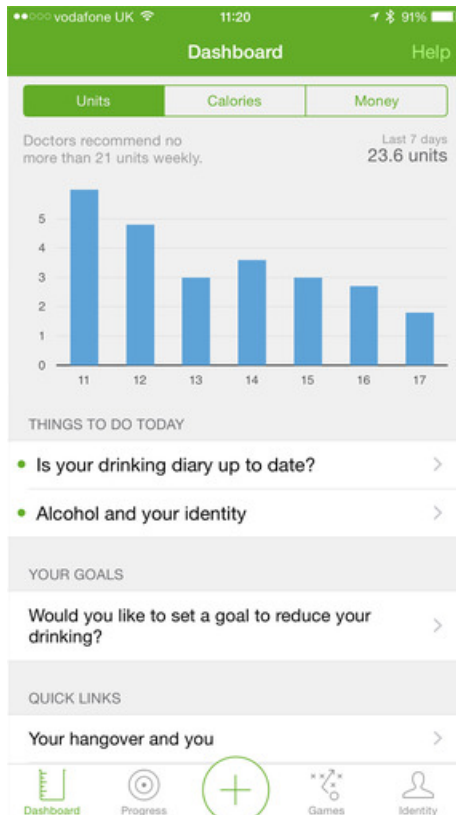 vodafone UK 11:20 91%
Dashboard Help
Units Calories Money
Doctors recommend no
more than 21 units weekly.
Last 7 days
23.6 units
5
4
3
2
1
0
11 12 13 14 15 16 17
THINGS TO DO TODAY
Is your drinking diary up to date?
Alcohol and your identity
YOUR GOALS
Would you like to set a goal to reduce your
drinking?
QUICK LINKS
Your hangover and you
Dashboard Progress Games Identity